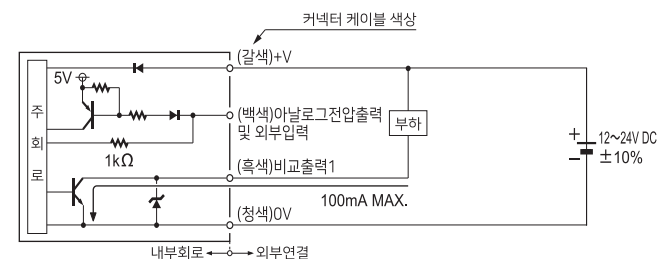 커넥터 케이블 색상
(갈색)+V
5V
주회로
(백색)아날로그전압출력
및 외부입력
부하
1kΩ
12~24V DC
±10%
+
−
(흑색)비교출력1
100mA MAX.
(청색)0V
내부회로
외부연결